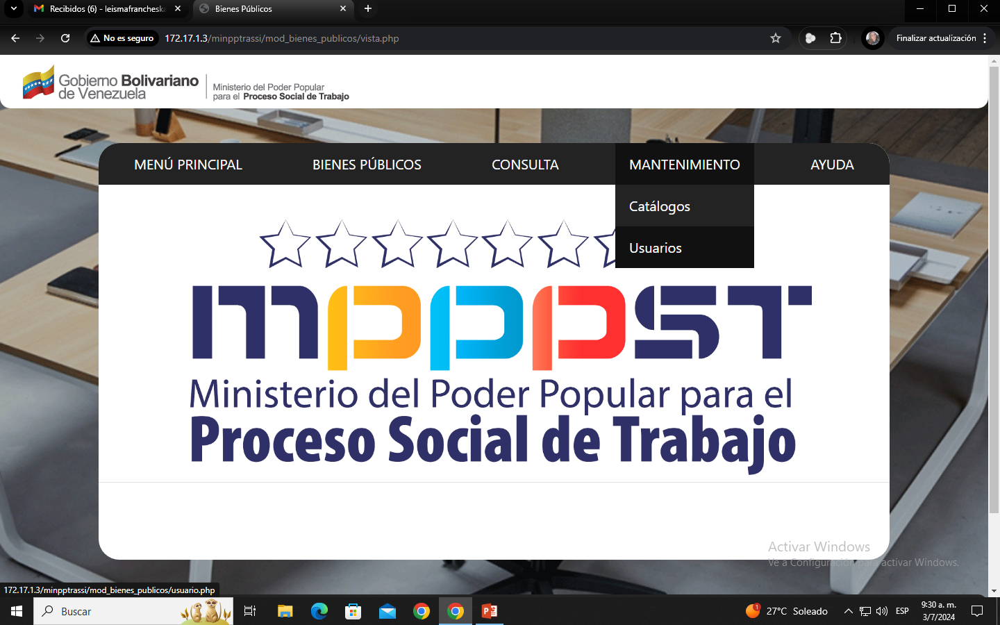 Recibidos (6) - leismafrancheska
Bienes Públicos
No es seguro
172.17.1.3/minpptrassi/mod_bienes_publicos/vista.php
Finalizar actualización
Gobierno Bolivariano
de Venezuela
Ministerio del Poder Popular
para el Proceso Social de Trabajo
MENÚ PRINCIPAL
BIENES PÚBLICOS
CONSULTA
MANTENIMIENTO
AYUDA
Catálogos
Usuarios
mpppst
Ministerio del Poder Popular para el
Proceso Social de Trabajo
Activar Windows
Ve a Configuración para activar Windows.
172.17.1.3/minpptrassi/mod_bienes_publicos/usuario.php
Buscar
1
27°C Soleado
ESP
9:30 a. m.
3/7/2024